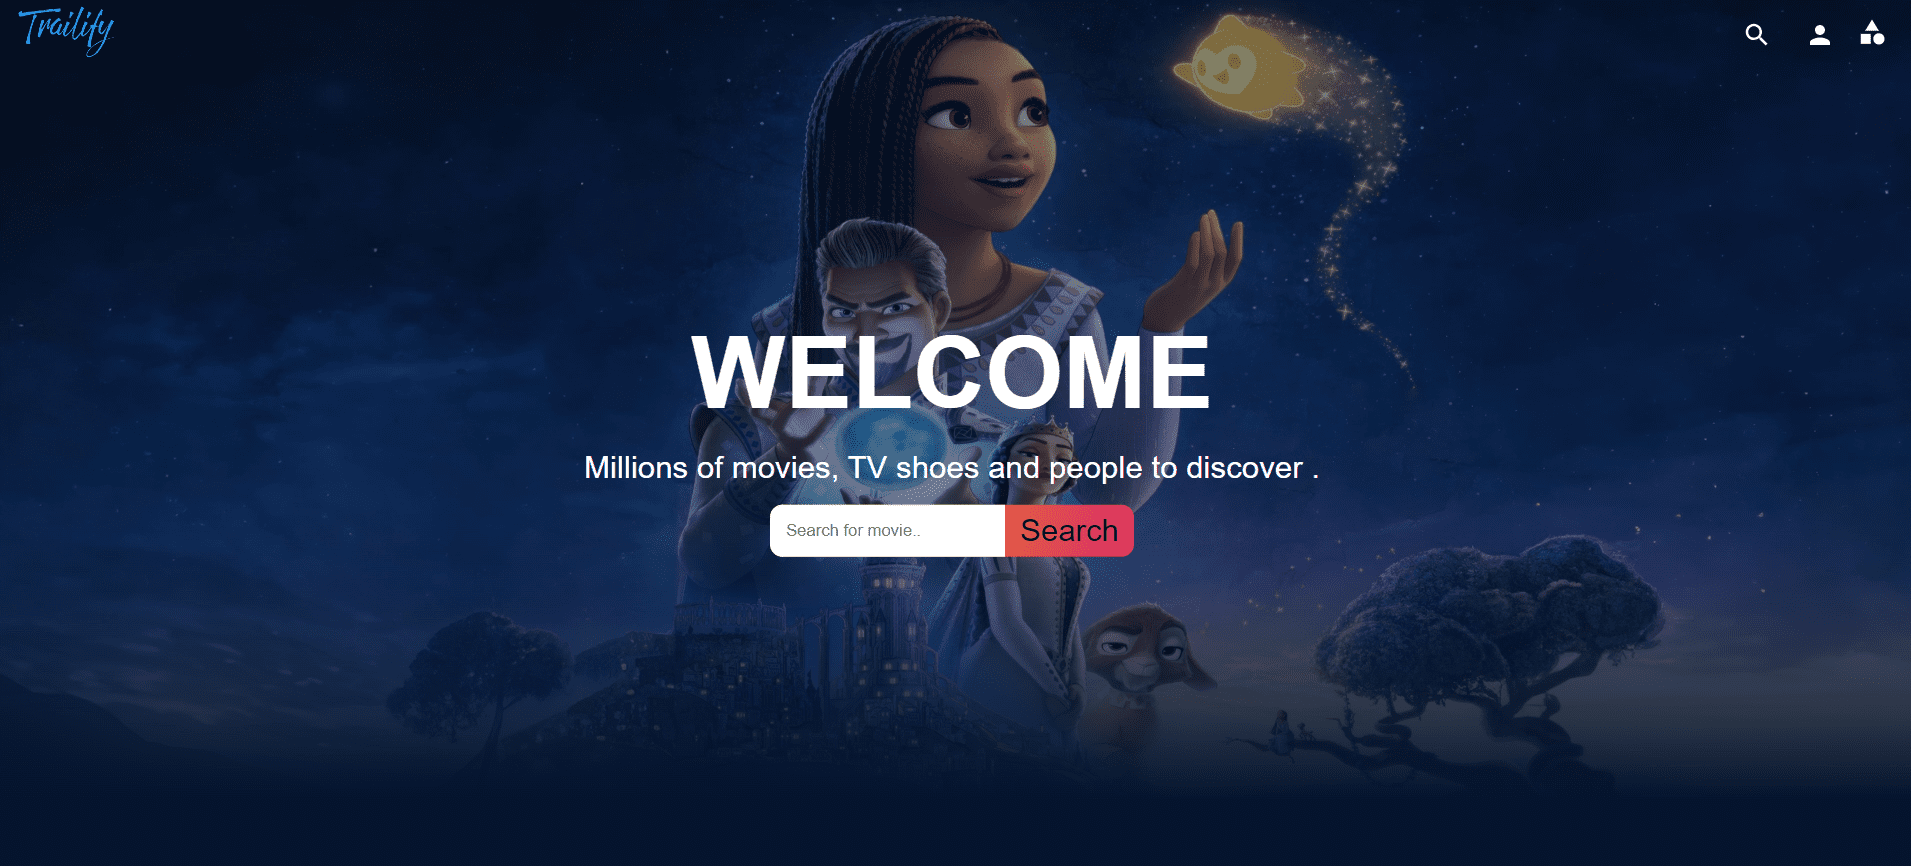 Trailify
WELCOME
Millions of movies, TV shoes and people to discover .
Search for movie..
Search